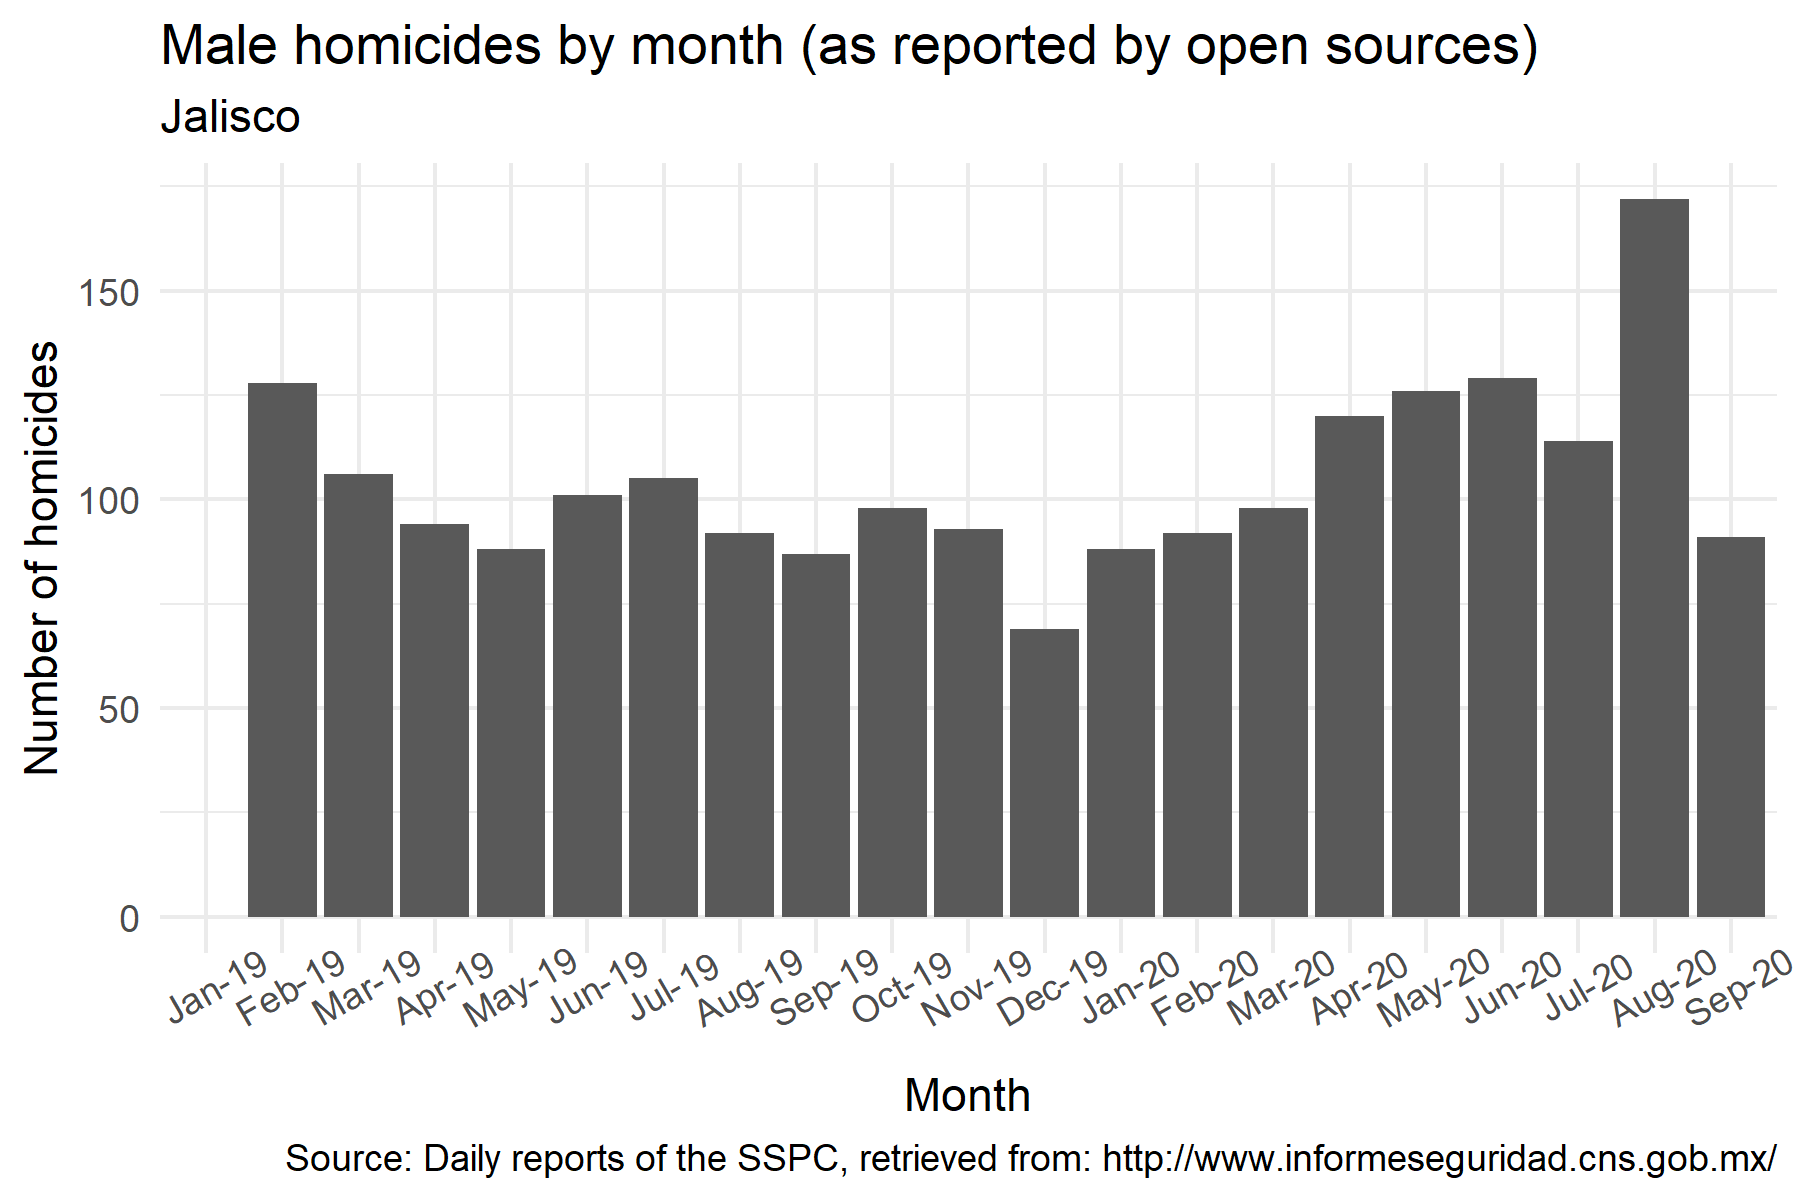 Male homicides by month (as reported by open sources)
Jalisco
Number of homicides
150
100
50
0
Jan-19
Feb-19
Mar-19
Apr-19
May-19
Jun-19
Jul-19
Aug-19
Sep-19
Oct-19
Nov-19
Dec-19
Jan-20
Feb-20
Mar-20
Apr-20
May-20
Jun-20
Jul-20
Aug-20
Sep-20
Month
Source: Daily reports of the SSPC, retrieved from: http://www.informeseguridad.cns.gob.mx/